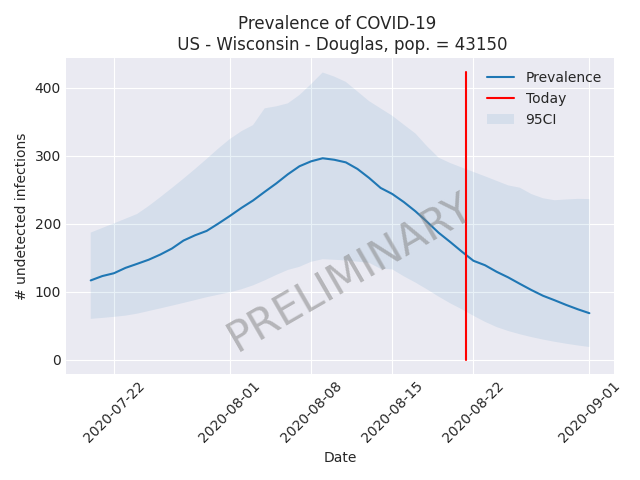 Prevalence of COVID-19
US - Wisconsin - Douglas, pop. = 43150
Prevalence
Today
95CI
# undetected infections
400
300
200
100
0
PRELIMINARY
2020-07-22
2020-08-01
2020-08-08
2020-08-15
2020-08-22
2020-09-01
Date